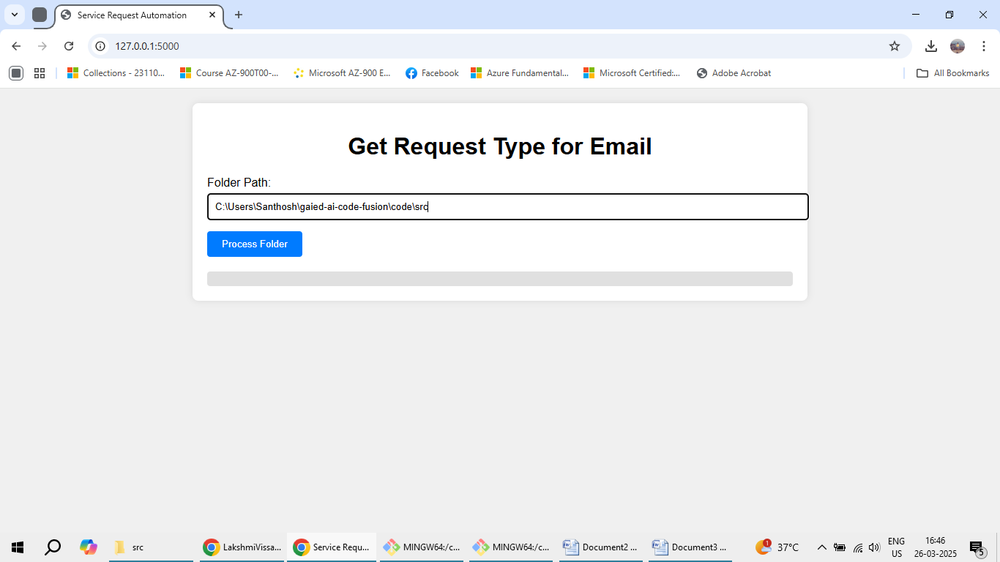 Service Request Automation
127.0.0.1:5000
Collections - 23110... Course AZ-900T00-... Microsoft AZ-900 E... Facebook Azure Fundamental... Microsoft Certified:... Adobe Acrobat All Bookmarks
Get Request Type for Email
Folder Path:
C:\Users\Santhosh\gaied-ai-code-fusion\code\src
Process Folder
src LakshmiVissa... Service Requ... MINGW64:/c... MINGW64:/c... Document2 ... Document3 ... 1 37°C ENG 16:46
US 26-03-2025 5